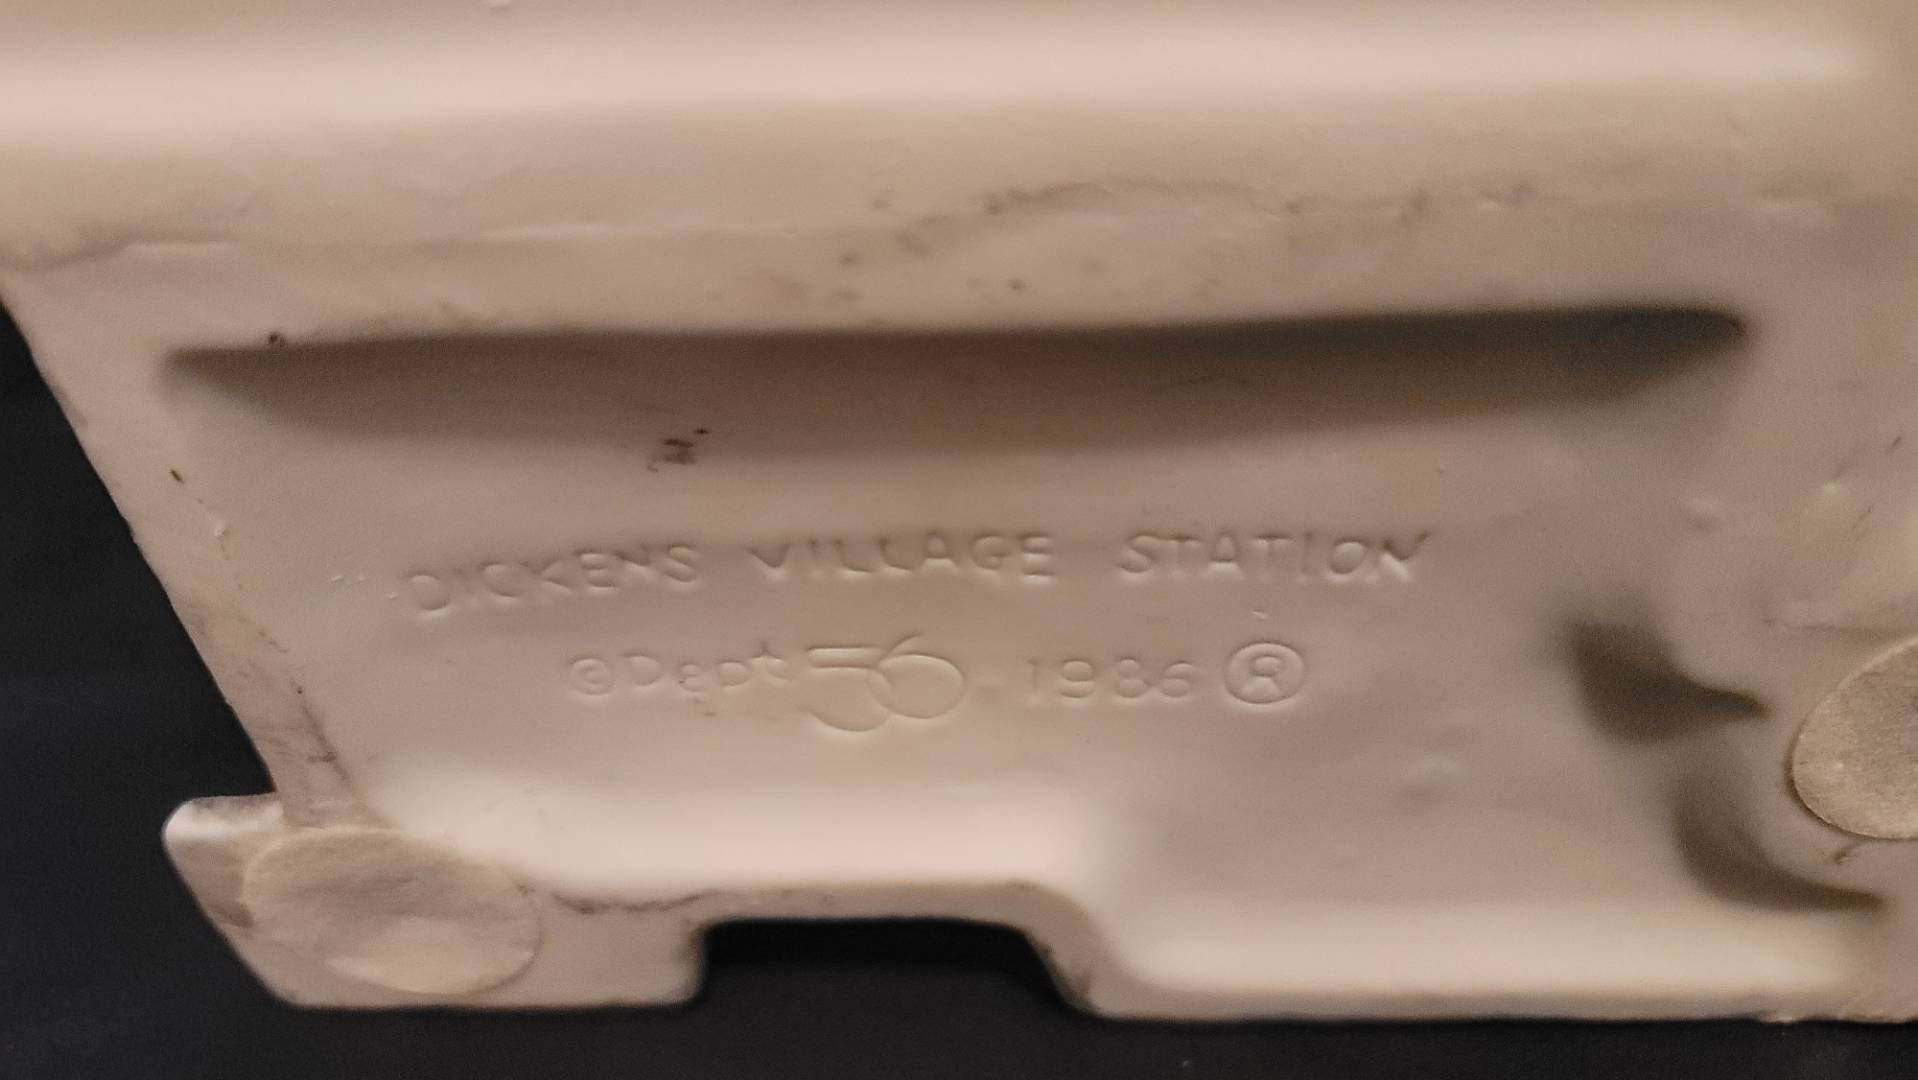 DICKENS VILLAGE STATION
©Dept 56 - 1986 ®